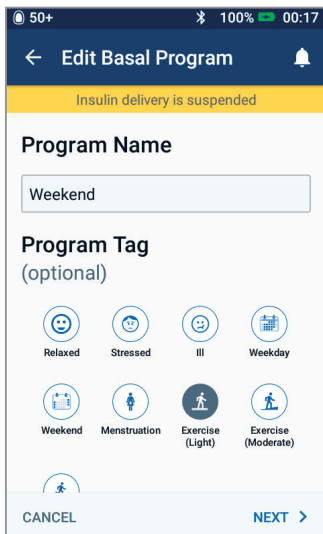 50+ 100% 00:17
Edit Basal Program
Insulin delivery is suspended
Program Name
Weekend
Program Tag
(optional)
Relaxed Stressed Ill Weekday
Weekend Menstruation Exercise Exercise
(Light) (Moderate)
CANCEL NEXT